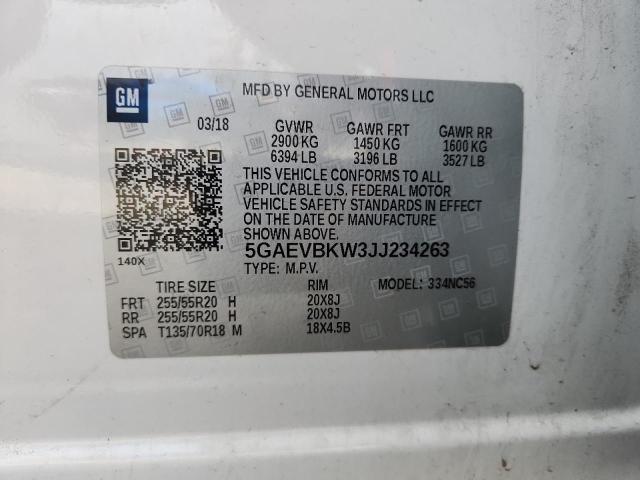 GM
MFD BY GENERAL MOTORS LLC
03/18 GVWR GAWR FRT GAWR RR
2900 KG 1450 KG 1600 KG
6394 LB 3196 LB 3527 LB
THIS VEHICLE CONFORMS TO ALL
APPLICABLE U.S. FEDERAL MOTOR
VEHICLE SAFETY STANDARDS IN EFFECT
ON THE DATE OF MANUFACTURE
SHOWN ABOVE.
140X 5GAEVBKW3JJ234263
TYPE: M.P.V.
TIRE SIZE RIM MODEL: 334NC56
FRT 255/55R20 H 20X8J
RR 255/55R20 H 20X8J
SPA T135/70R18 M 18X4.5B